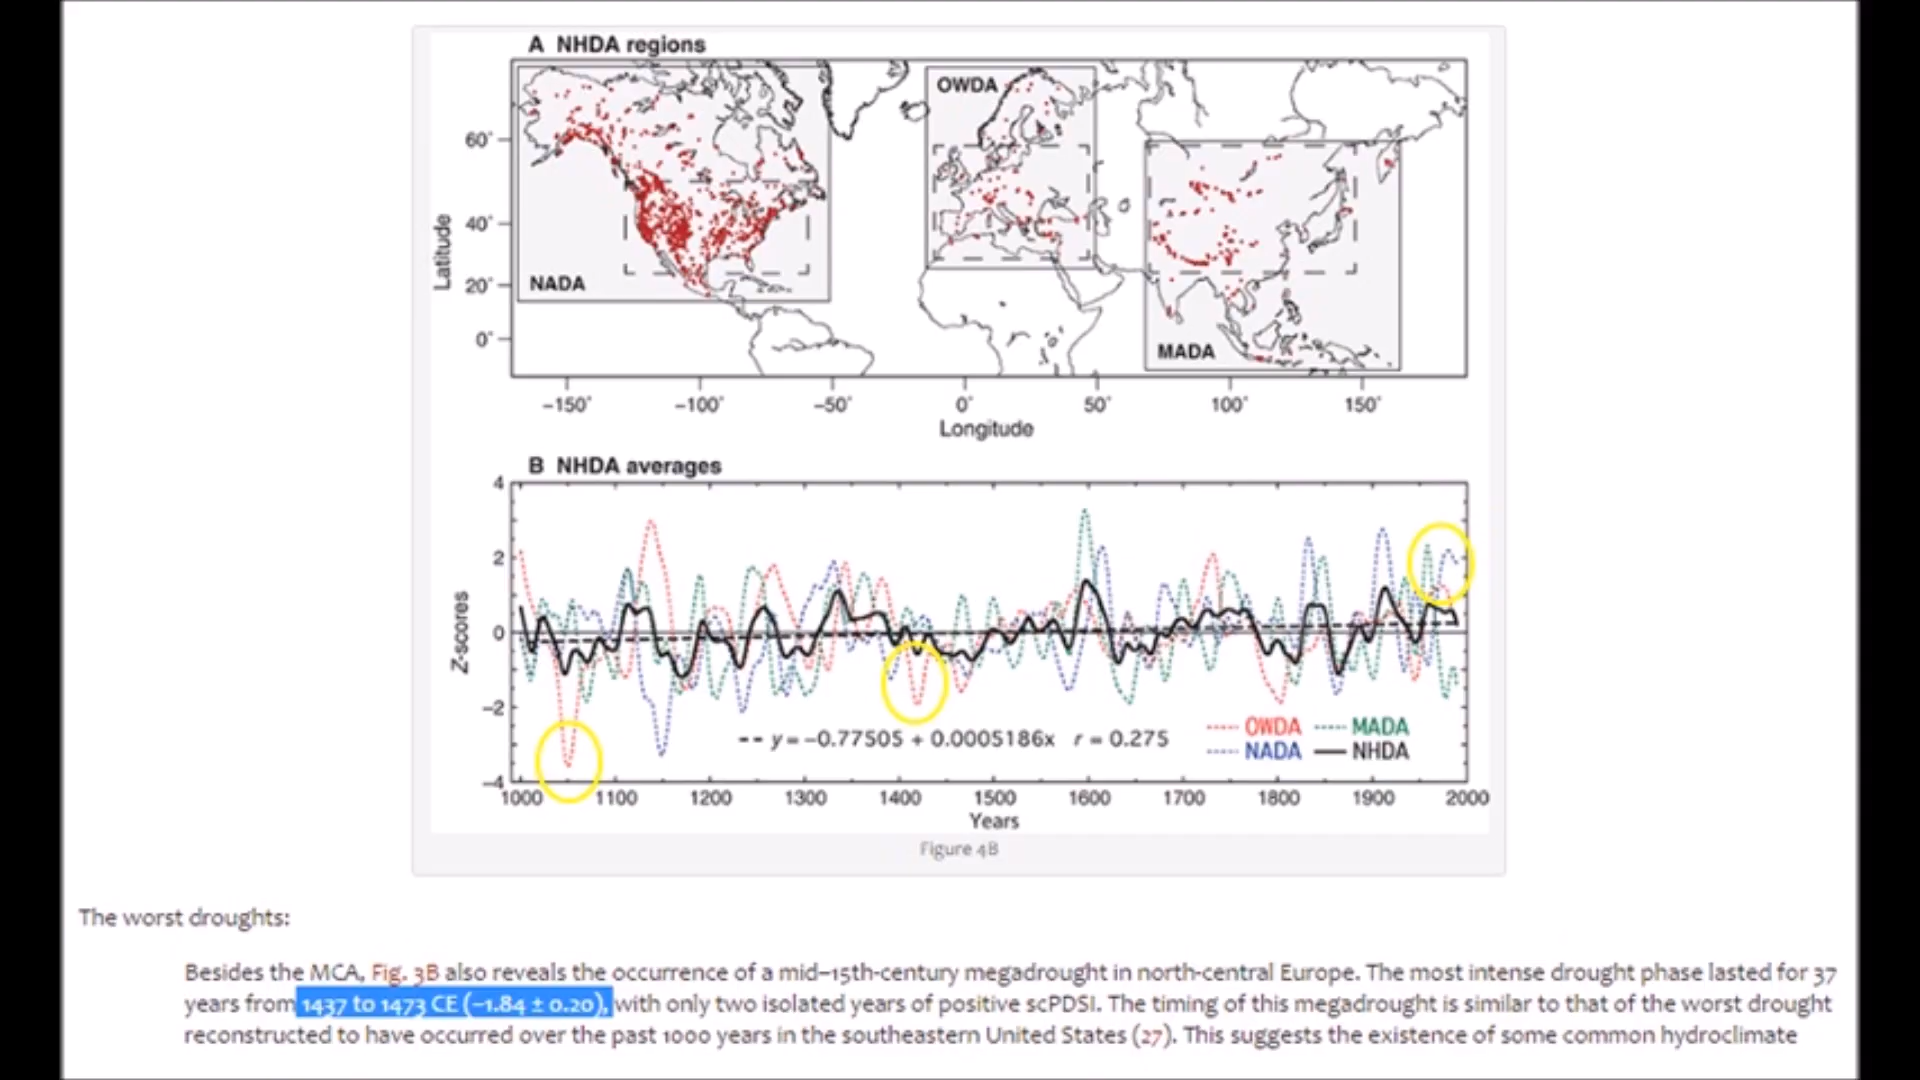 A NHDA regions
OWDA
60°
40°
20°
0°
Latitude
NADA
MADA
−150° −100° −50° 0° 50° 100° 150°
Longitude
B NHDA averages
4
2
0
−2
−4
Z-scores
y = −0.77505 + 0.0005186x r = 0.275
OWDA MADA
NADA NHDA
1000 1100 1200 1300 1400 1500 1600 1700 1800 1900 2000
Years
Figure 4B
The worst droughts:
Besides the MCA, Fig. 3B also reveals the occurrence of a mid–15th-century megadrought in north-central Europe. The most intense drought phase lasted for 37
years from 1437 to 1473 CE (−1.84 ± 0.20), with only two isolated years of positive scPDSI. The timing of this megadrought is similar to that of the worst drought
reconstructed to have occurred over the past 1000 years in the southeastern United States (27). This suggests the existence of some common hydroclimate